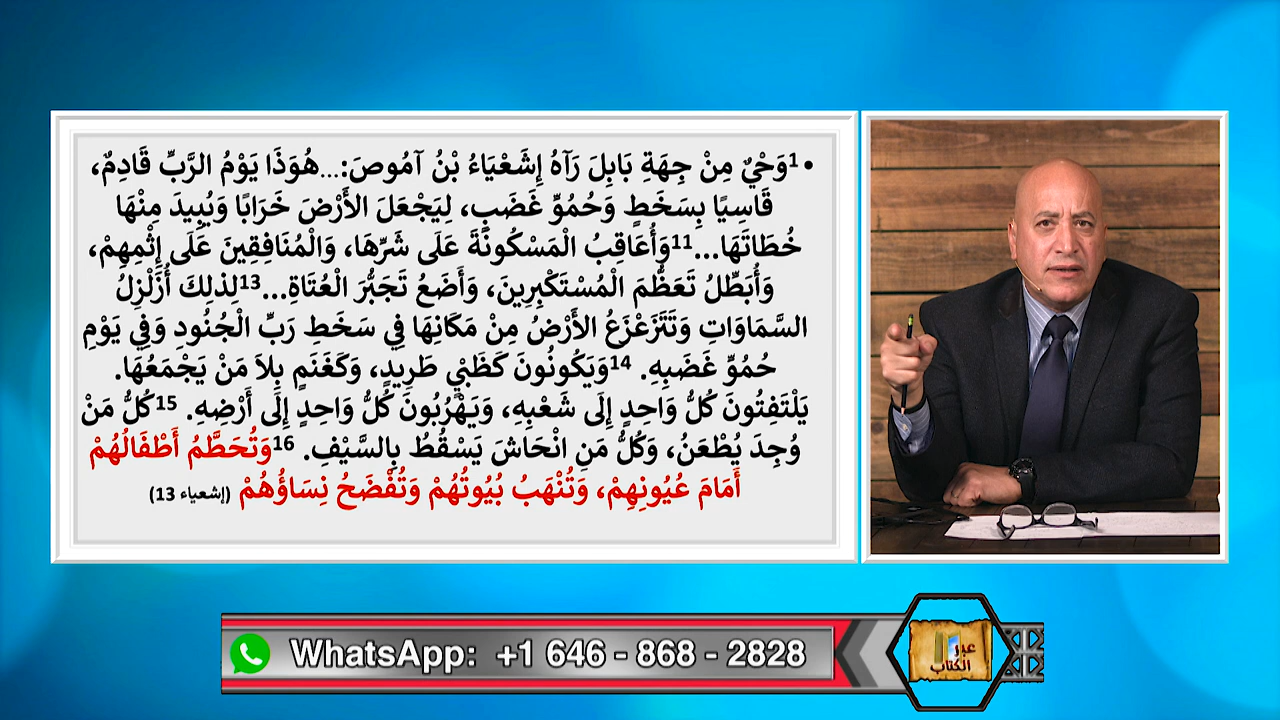 •1وَحْيٌ مِنْ جِهَةِ بَابِلَ رَآهُ إِشَعْيَاءُ بْنُ آمُوصَ:...هُوَذَا يَوْمُ الرَّبِّ قَادِمٌ،
قَاسِيًا بِسَخَطٍ وَحُمُوِّ غَضَبٍ، لِيَجْعَلَ الأَرْضَ خَرَابًا وَيُبِيدَ مِنْهَا
خُطَاتَهَا...11وَأُعَاقِبُ الْمَسْكُونَةَ عَلَى شَرِّهَا، وَالْمُنَافِقِينَ عَلَى إِثْمِهِمْ،
وَأُبَطِّلُ تَعَظُّمَ الْمُسْتَكْبِرِينَ، وَأَضَعُ تَجَبُّرَ الْعُتَاةِ...13لِذلِكَ أُزَلْزِلُ
السَّمَاوَاتِ وَتَتَزَعْزَعُ الأَرْضُ مِنْ مَكَانِهَا فِي سَخَطِ رَبِّ الْجُنُودِ وَفِي يَوْمِ
حُمُوِّ غَضَبِهِ. 14وَيَكُونُونَ كَظَبْيٍ طَرِيدٍ، وَكَغَنَمٍ بِلاَ مَنْ يَجْمَعُهَا.
يَلْتَفِتُونَ كُلُّ وَاحِدٍ إِلَى شَعْبِهِ، وَيَهْرُبُونَ كُلُّ وَاحِدٍ إِلَى أَرْضِهِ. 15كُلُّ مَنْ
وُجِدَ يُطْعَنُ، وَكُلُّ مَنِ انْحَاشَ يَسْقُطُ بِالسَّيْفِ. 16وَتُحَطَّمُ أَطْفَالُهُمْ
أَمَامَ عُيُونِهِمْ، وَتُنْهَبُ بُيُوتُهُمْ وَتُفْضَحُ نِسَاؤُهُمْ (إشعياء 13)
WhatsApp: +1 646 - 868 - 2828
عبر
الكتاب